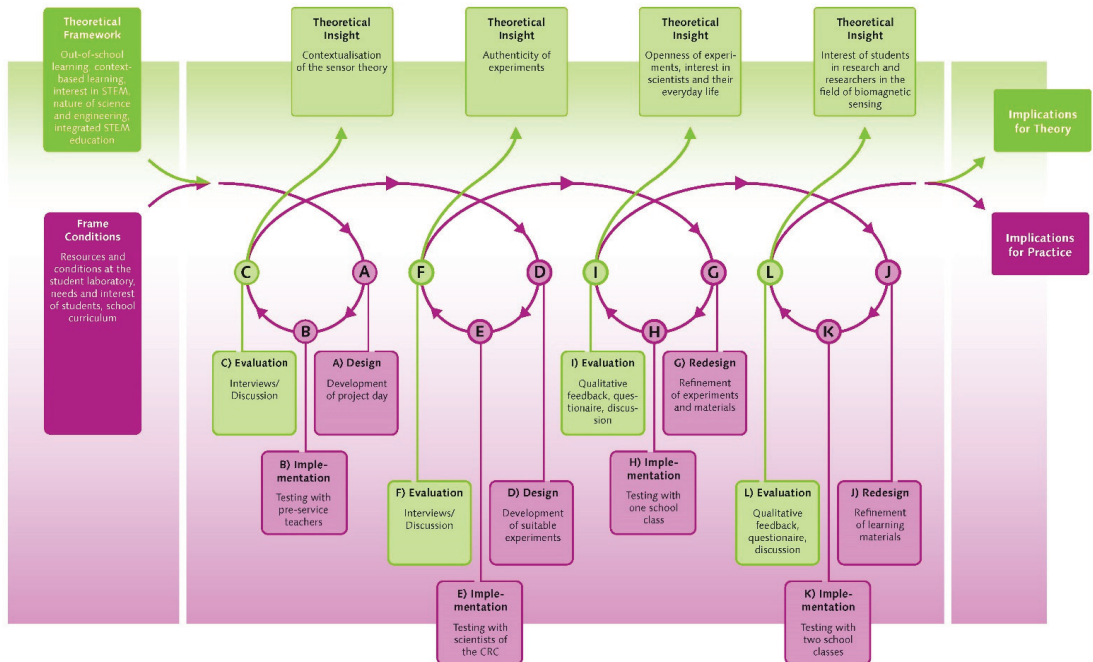 Theoretical
Framework
Out-of-school
learning, context-
based learning,
interest in STEM,
nature of science
and engineering,
integrated STEM
education
Theoretical
Insight
Contextualisation
of the sensor theory
Theoretical
Insight
Authenticity of
experiments
Theoretical
Insight
Openness of experi-
ments, interest in
scientists and their
everyday life
Theoretical
Insight
Interest of students
in research and
researchers in the
field of biomagnetic
sensing
Implications
for Theory
Frame
Conditions
Resources and
conditions at the
student laboratory,
needs and interest
of students, school
curriculum
Implications
for Practice
C
A
B
F
D
E
I
G
H
L
J
K
C) Evaluation
Interviews/
Discussion
A) Design
Development
of project day
B) Imple-
mentation
Testing with
pre-service
teachers
F) Evaluation
Interviews/
Discussion
D) Design
Development
of suitable
experiments
E) Imple-
mentation
Testing with
scientists of
the CRC
I) Evaluation
Qualitative
feedback, ques-
tionaire, discus-
sion
G) Redesign
Refinement
of experiments
and materials
H) Imple-
mentation
Testing with
one school
class
L) Evaluation
Qualitative
feedback,
questionaire,
discussion
J) Redesign
Refinement
of learning
materials
K) Imple-
mentation
Testing with
two school
classes